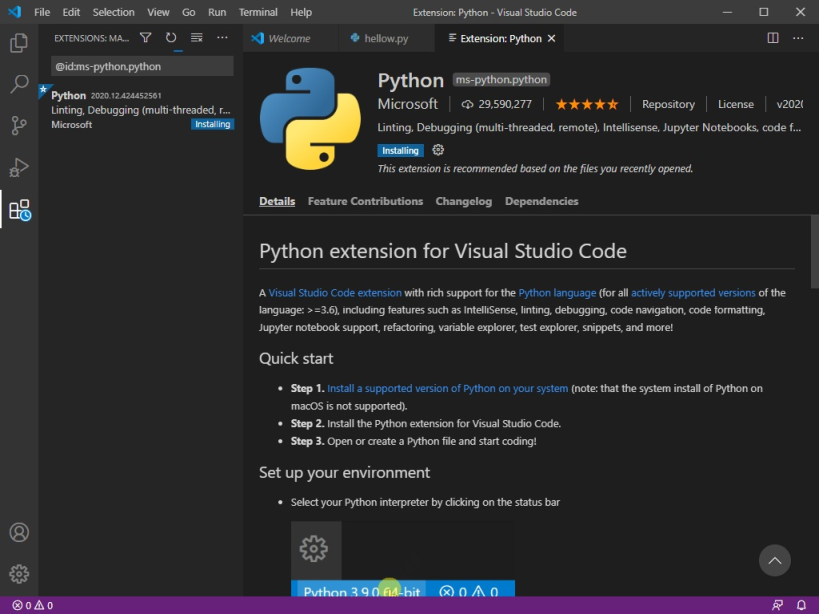 File Edit Selection View Go Run Terminal Help Extension: Python - Visual Studio Code
EXTENSIONS: MA...
Welcome hellow.py Extension: Python
@id:ms-python.python
Python 2020.12.424452561
Linting, Debugging (multi-threaded, r...
Microsoft Installing
Python ms-python.python
Microsoft 29,590,277 Repository License v2020
Linting, Debugging (multi-threaded, remote), Intellisense, Jupyter Notebooks, code f...
Installing
This extension is recommended based on the files you recently opened.
Details Feature Contributions Changelog Dependencies
Python extension for Visual Studio Code
A Visual Studio Code extension with rich support for the Python language (for all actively supported versions of the
language: >=3.6), including features such as IntelliSense, linting, debugging, code navigation, code formatting,
Jupyter notebook support, refactoring, variable explorer, test explorer, snippets, and more!
Quick start
• Step 1. Install a supported version of Python on your system (note: that the system install of Python on
macOS is not supported).
• Step 2. Install the Python extension for Visual Studio Code.
• Step 3. Open or create a Python file and start coding!
Set up your environment
• Select your Python interpreter by clicking on the status bar
Python 3.9.0 64-bit 0 0
0 0